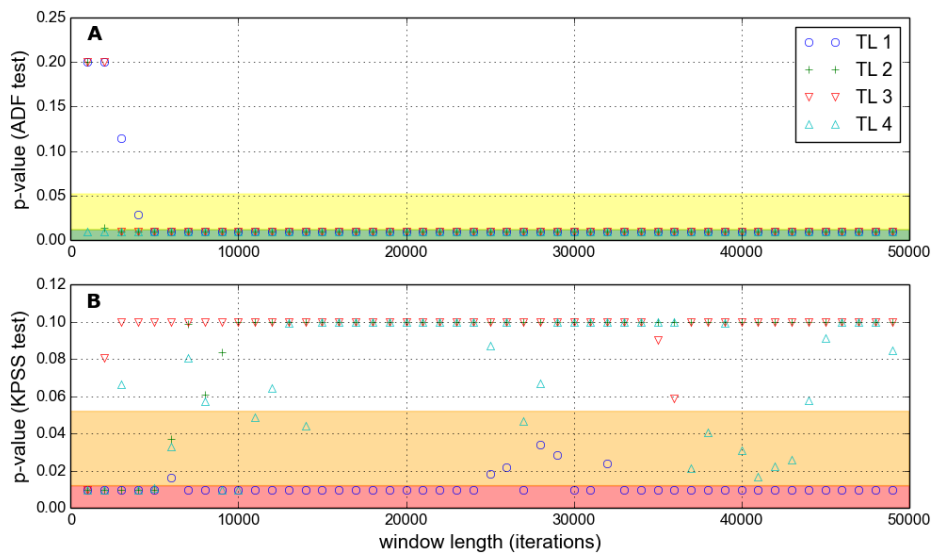 A
p-value (ADF test)
0.25
0.20
0.15
0.10
0.05
0.00
TL 1
TL 2
TL 3
TL 4
0 10000 20000 30000 40000 50000
B
p-value (KPSS test)
0.12
0.10
0.08
0.06
0.04
0.02
0.00
0 10000 20000 30000 40000 50000
window length (iterations)